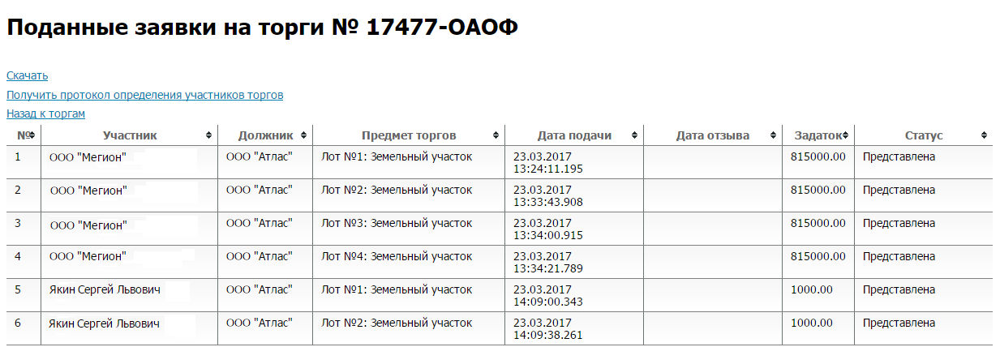 Поданные заявки на торги № 17477-ОАОФ
Скачать
Получить протокол определения участников торгов
Назад к торгам
№ Участник Должник Предмет торгов Дата подачи Дата отзыва Задаток Статус
1 ООО "Мегион" ООО "Атлас" Лот №1: Земельный участок 23.03.2017 815000.00 Представлена
13:24:11.195
2 ООО "Мегион" ООО "Атлас" Лот №2: Земельный участок 23.03.2017 815000.00 Представлена
13:33:43.908
3 ООО "Мегион" ООО "Атлас" Лот №3: Земельный участок 23.03.2017 815000.00 Представлена
13:34:00.915
4 ООО "Мегион" ООО "Атлас" Лот №4: Земельный участок 23.03.2017 815000.00 Представлена
13:34:21.789
5 Якин Сергей Львович ООО "Атлас" Лот №1: Земельный участок 23.03.2017 1000.00 Представлена
14:09:00.343
6 Якин Сергей Львович ООО "Атлас" Лот №2: Земельный участок 23.03.2017 1000.00 Представлена
14:09:38.261